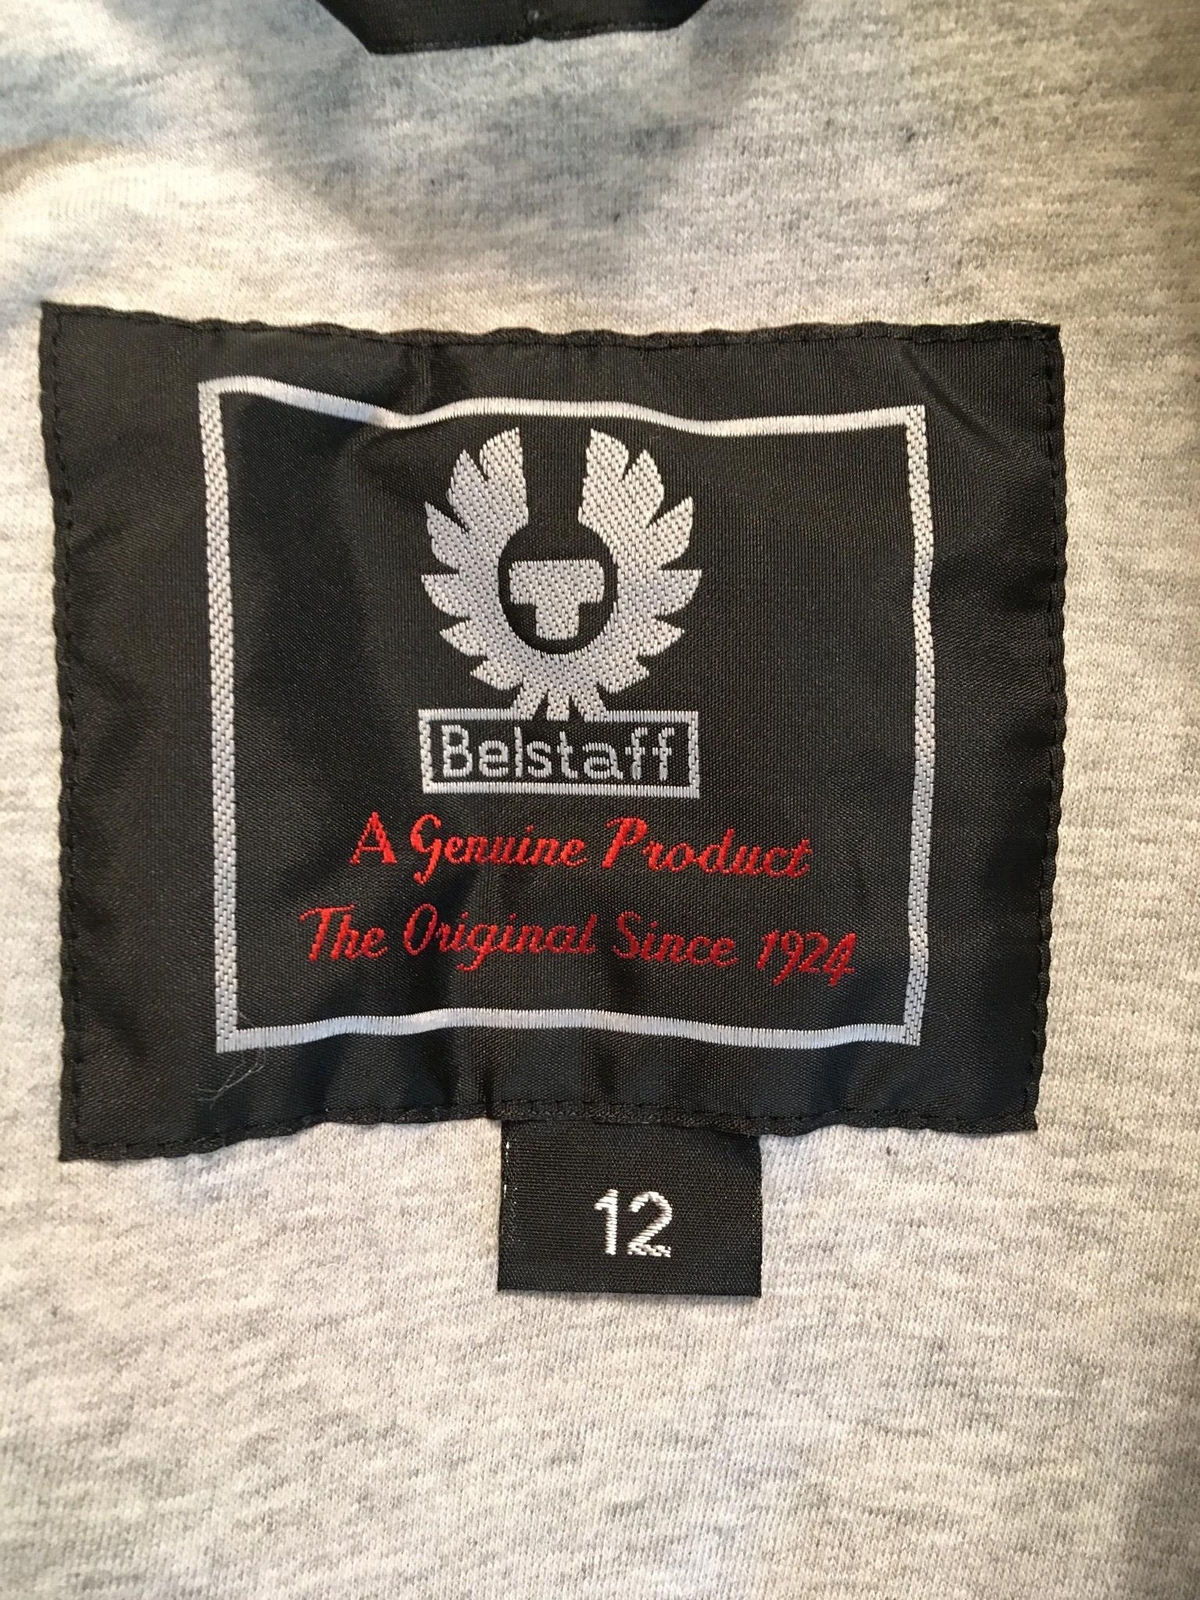 Belstaff
A Genuine Product
The Original Since 1924
12